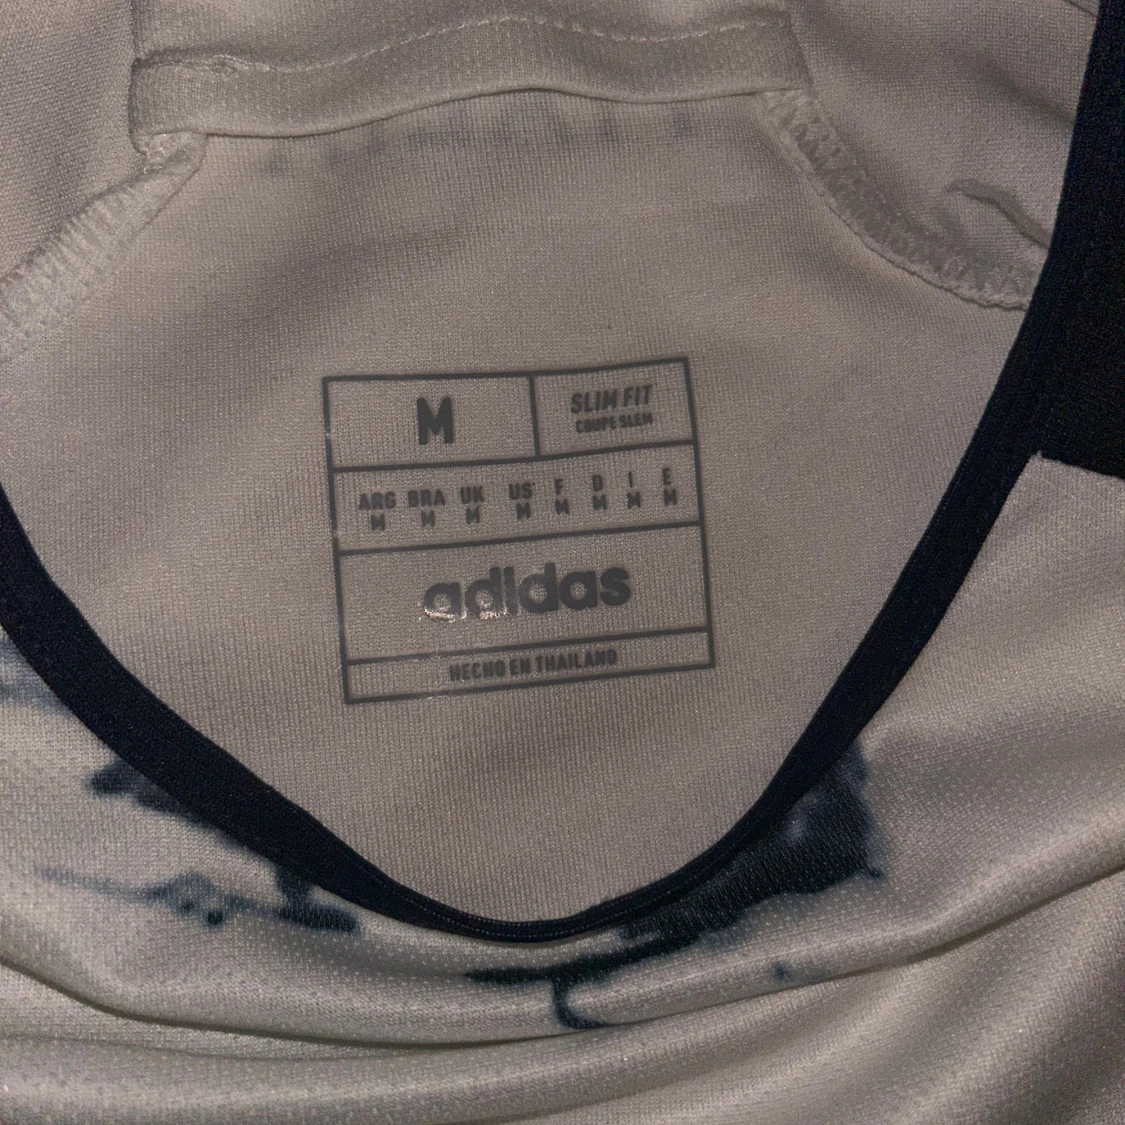 M
SLIM FIT
COUPE SLIM
ARG BRA UK US F D I E
M M M M M M M M
adidas
HECHO EN THAILAND